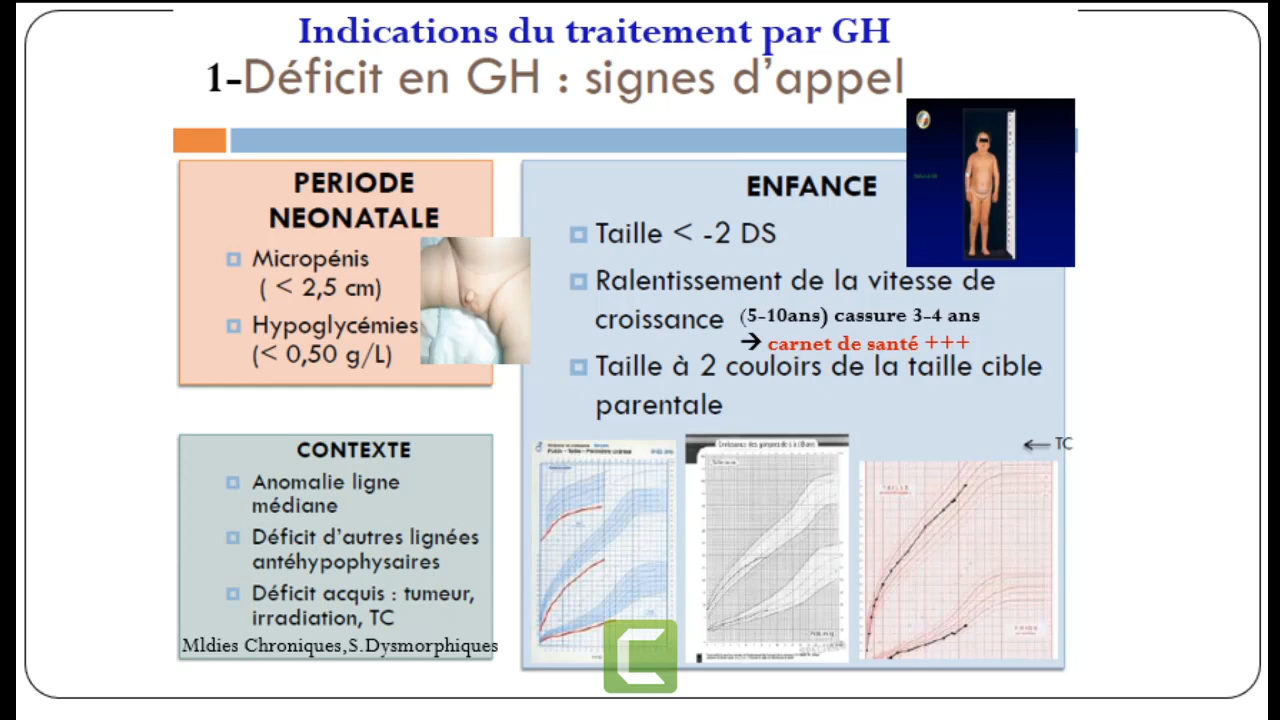 Indications du traitement par GH
1-Déficit en GH : signes d'appel
PERIODE
NEONATALE
Micropénis
( < 2,5 cm)
Hypoglycémies
(< 0,50 g/L)
CONTEXTE
Anomalie ligne
médiane
Déficit d'autres lignées
antéhypophysaires
Déficit acquis : tumeur,
irradiation, TC
Mldies Chroniques,S.Dysmorphiques
ENFANCE
Taille < -2 DS
Ralentissement de la vitesse de
croissance (5-10ans) cassure 3-4 ans
→ carnet de santé +++
Taille à 2 couloirs de la taille cible
parentale
← TC
TAILLE